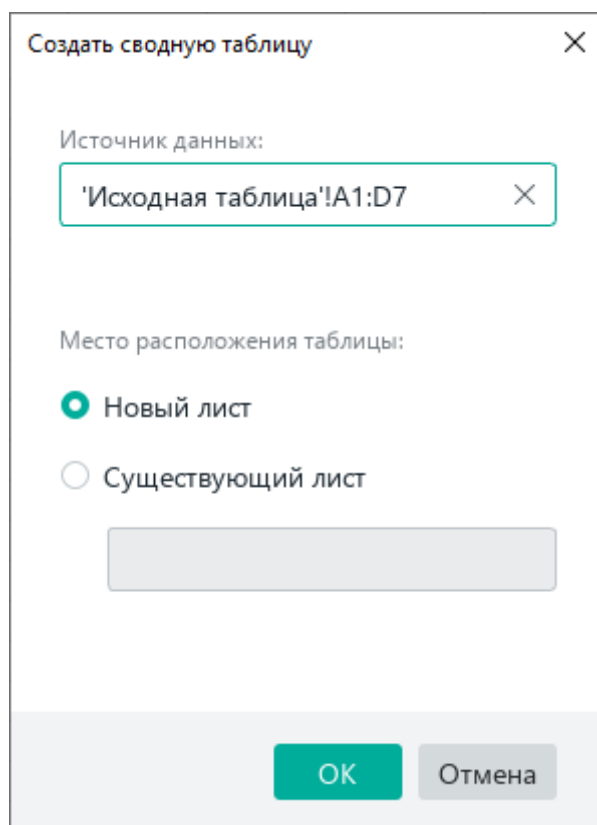 Создать сводную таблицу
Источник данных:
'Исходная таблица'!A1:D7
Место расположения таблицы:
Новый лист
Существующий лист
ОК Отмена